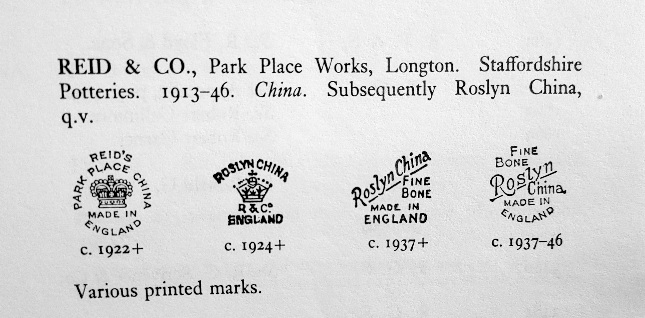 REID & CO., Park Place Works, Longton. Staffordshire
Potteries. 1913–46. China. Subsequently Roslyn China,
q.v.
REID'S
PARK PLACE CHINA
MADE IN
ENGLAND
c. 1922+
ROSLYN CHINA
R & Cº
ENGLAND
c. 1924+
Roslyn China
FINE
BONE
MADE IN
ENGLAND
c. 1937+
FINE
BONE
Roslyn
China
MADE IN
ENGLAND
c. 1937–46
Various printed marks.